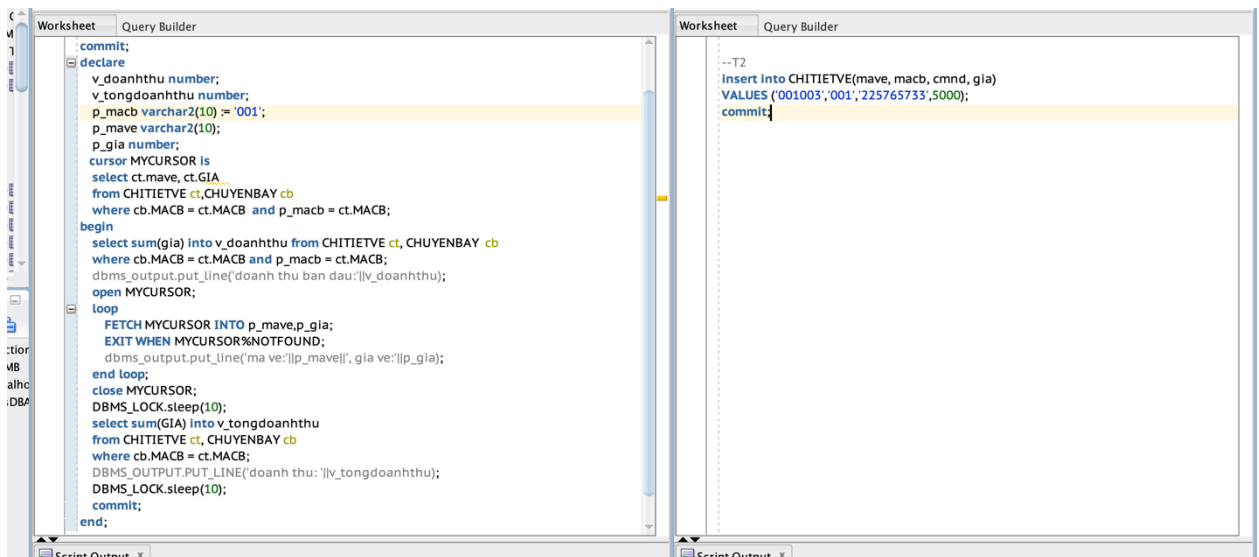 Worksheet Query Builder
commit;
declare
v_doanhthu number;
v_tongdoanhthu number;
p_macb varchar2(10) := '001';
p_mave varchar2(10);
p_gia number;
cursor MYCURSOR is
select ct.mave, ct.GIA
from CHITIETVE ct,CHUYENBAY cb
where cb.MACB = ct.MACB and p_macb = ct.MACB;
begin
select sum(gia) into v_doanhthu from CHITIETVE ct, CHUYENBAY cb
where cb.MACB = ct.MACB and p_macb = ct.MACB;
dbms_output.put_line('doanh thu ban dau:'||v_doanhthu);
open MYCURSOR;
loop
FETCH MYCURSOR INTO p_mave,p_gia;
EXIT WHEN MYCURSOR%NOTFOUND;
dbms_output.put_line('ma ve:'||p_mave||', gia ve:'||p_gia);
end loop;
close MYCURSOR;
DBMS_LOCK.sleep(10);
select sum(GIA) into v_tongdoanhthu
from CHITIETVE ct, CHUYENBAY cb
where cb.MACB = ct.MACB;
DBMS_OUTPUT.PUT_LINE('doanh thu: '||v_tongdoanhthu);
DBMS_LOCK.sleep(10);
commit;
end;
Script Output ×
Worksheet Query Builder
--T2
insert into CHITIETVE(mave, macb, cmnd, gia)
VALUES ('001003','001','225765733',5000);
commit;
Script Output ×